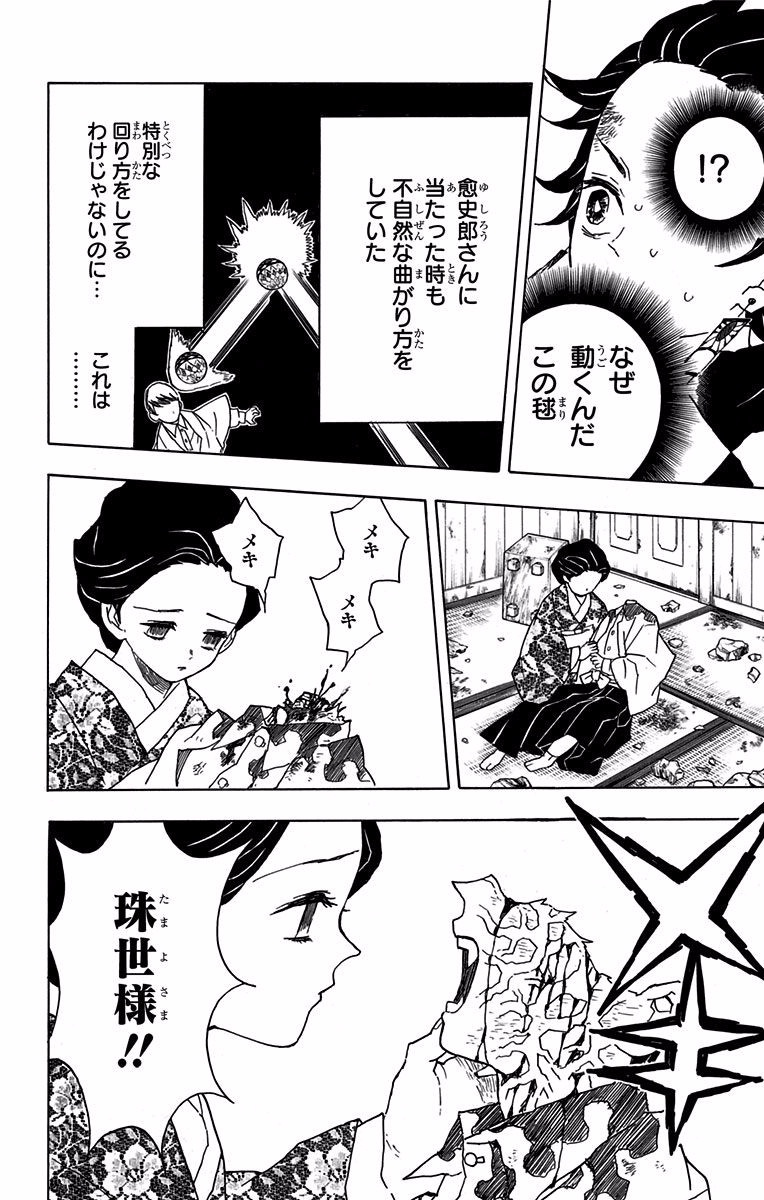 !?
なぜ
動くんだ
この毬
愈史郎さんに
当たった時も
不自然な曲がり方を
していた
特別な
回り方をしてる
わけじゃないのに…
これは
………
メキ
メキ
メキ
珠世様!!